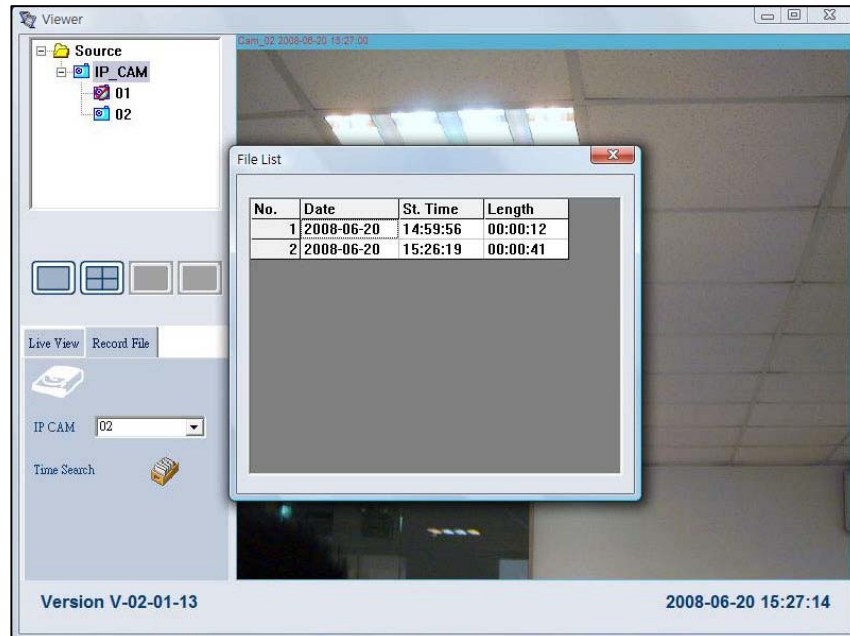 Viewer
Source
IP_CAM
01
02
Cam_02 2008-06-20 15:27:00
File List
No. Date St. Time Length
1 2008-06-20 14:59:56 00:00:12
2 2008-06-20 15:26:19 00:00:41
Live View Record File
IP CAM 02
Time Search
Version V-02-01-13 2008-06-20 15:27:14